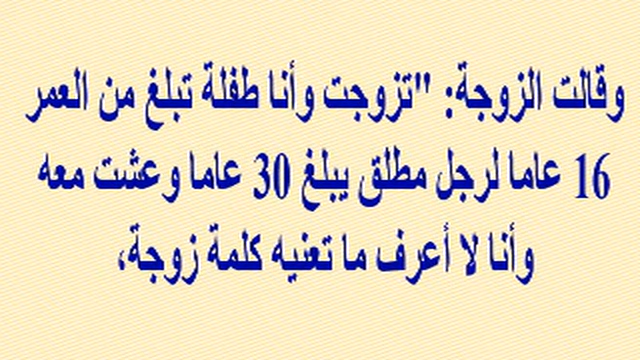 وقالت الزوجة: "تزوجت وأنا طفلة تبلغ من العمر
16 عاما لرجل مطلق يبلغ 30 عاما وعشت معه
وأنا لا أعرف ما تعنيه كلمة زوجة،